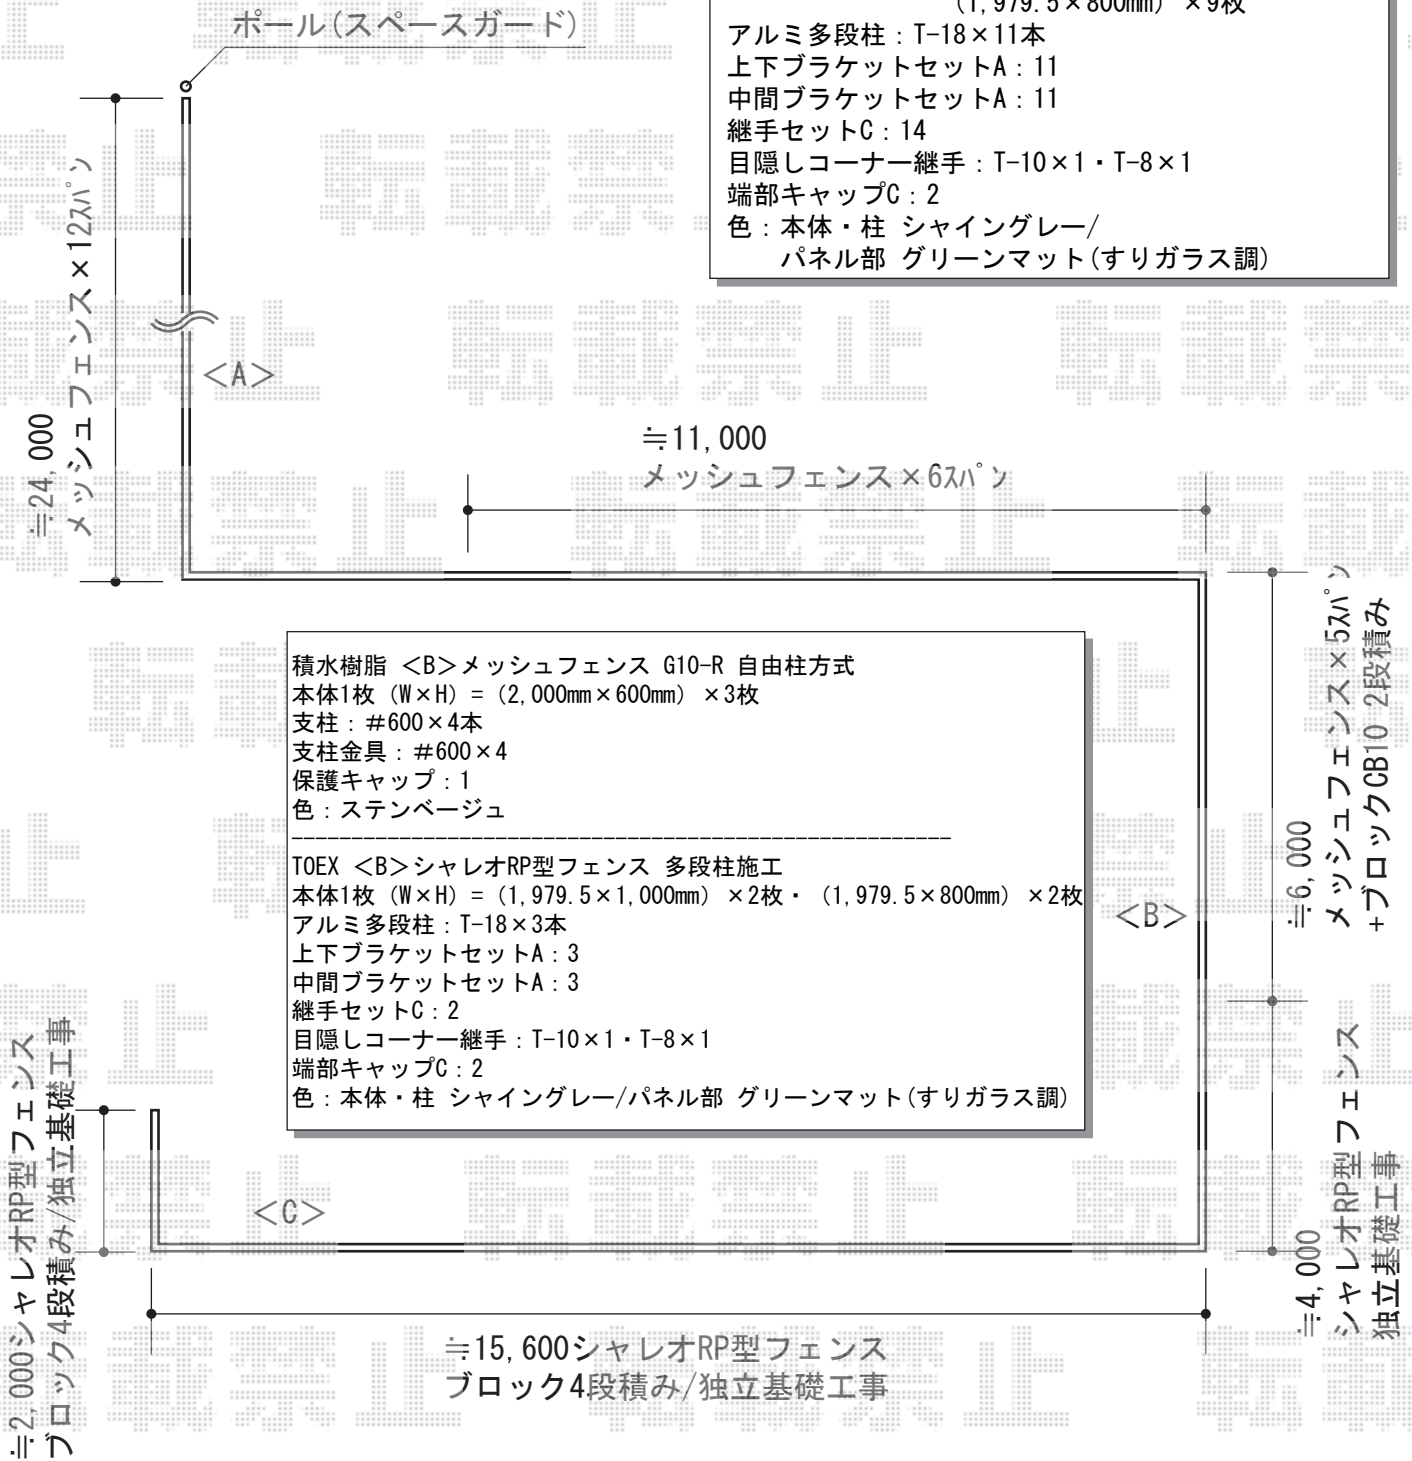 ポール(スペースガード)
(1,979.5×800mm) ×9枚
アルミ多段柱：T-18×11本
上下ブラケットセットA：11
中間ブラケットセットA：11
継手セットC：14
目隠しコーナー継手：T-10×1・T-8×1
端部キャップC：2
色：本体・柱 シャイングレー/
パネル部 グリーンマット(すりガラス調)
≒24,000
メッシュフェンス×12スパン
<A>
≒11,000
メッシュフェンス×6スパン
積水樹脂 <B>メッシュフェンス G10-R 自由柱方式
本体1枚 (W×H) = (2,000mm×600mm) ×3枚
支柱：＃600×4本
支柱金具：＃600×4
保護キャップ：1
色：ステンベージュ
-------------------------------------------------------
TOEX <B>シャレオRP型フェンス 多段柱施工
本体1枚 (W×H) = (1,979.5×1,000mm) ×2枚・ (1,979.5×800mm) ×2枚
アルミ多段柱：T-18×3本
上下ブラケットセットA：3
中間ブラケットセットA：3
継手セットC：2
目隠しコーナー継手：T-10×1・T-8×1
端部キャップC：2
色：本体・柱 シャイングレー/パネル部 グリーンマット(すりガラス調)
<B>
≒6,000
メッシュフェンス×5スパン
+ブロックCB10 2段積み
≒4,000
シャレオRP型フェンス
独立基礎工事
<C>
≒2,000シャレオRP型フェンス
ブロック4段積み/独立基礎工事
≒15,600シャレオRP型フェンス
ブロック4段積み/独立基礎工事
転載禁止
転載禁止
転載禁止
転載禁止
転載禁止